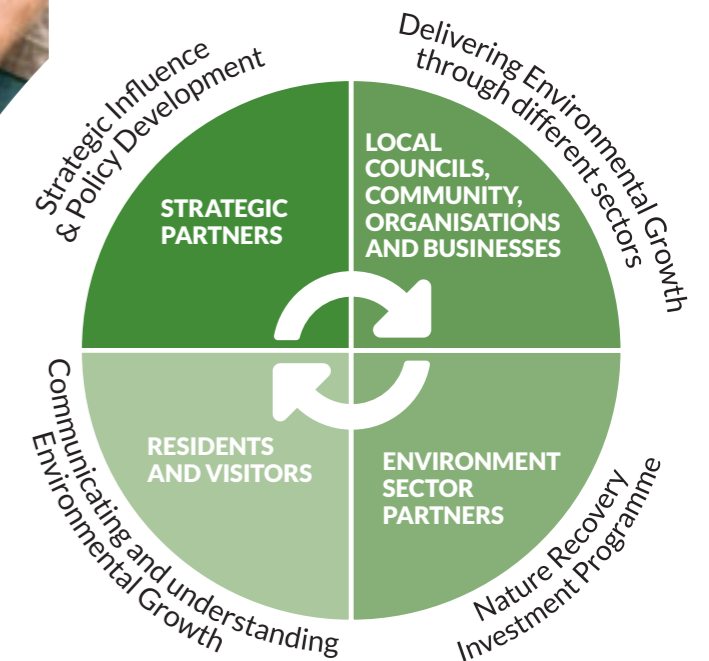 Strategic Influence
& Policy Development
Delivering Environmental Growth
through different sectors
STRATEGIC
PARTNERS
LOCAL
COUNCILS,
COMMUNITY,
ORGANISATIONS
AND BUSINESSES
RESIDENTS
AND VISITORS
ENVIRONMENT
SECTOR
PARTNERS
Communicating and understanding
Environmental Growth
Nature Recovery
Investment Programme